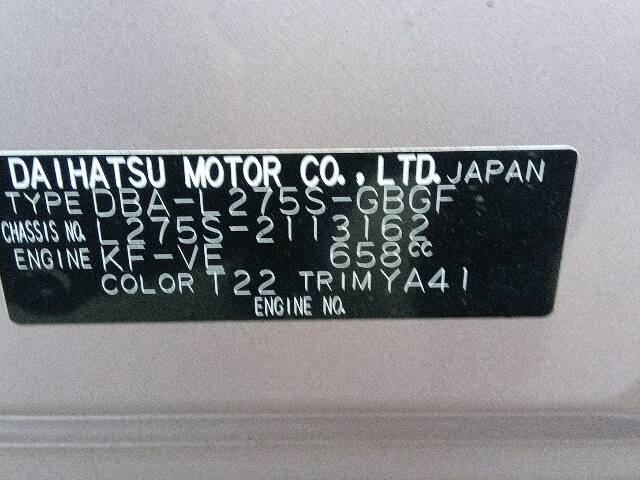 DAIHATSU MOTOR CO., LTD. JAPAN
TYPE DBA-L275S-GBGF
CHASSIS NO. L275S-2113162
ENGINE KF-VE 658cc
COLOR T22 TRIM YA41
ENGINE NO.